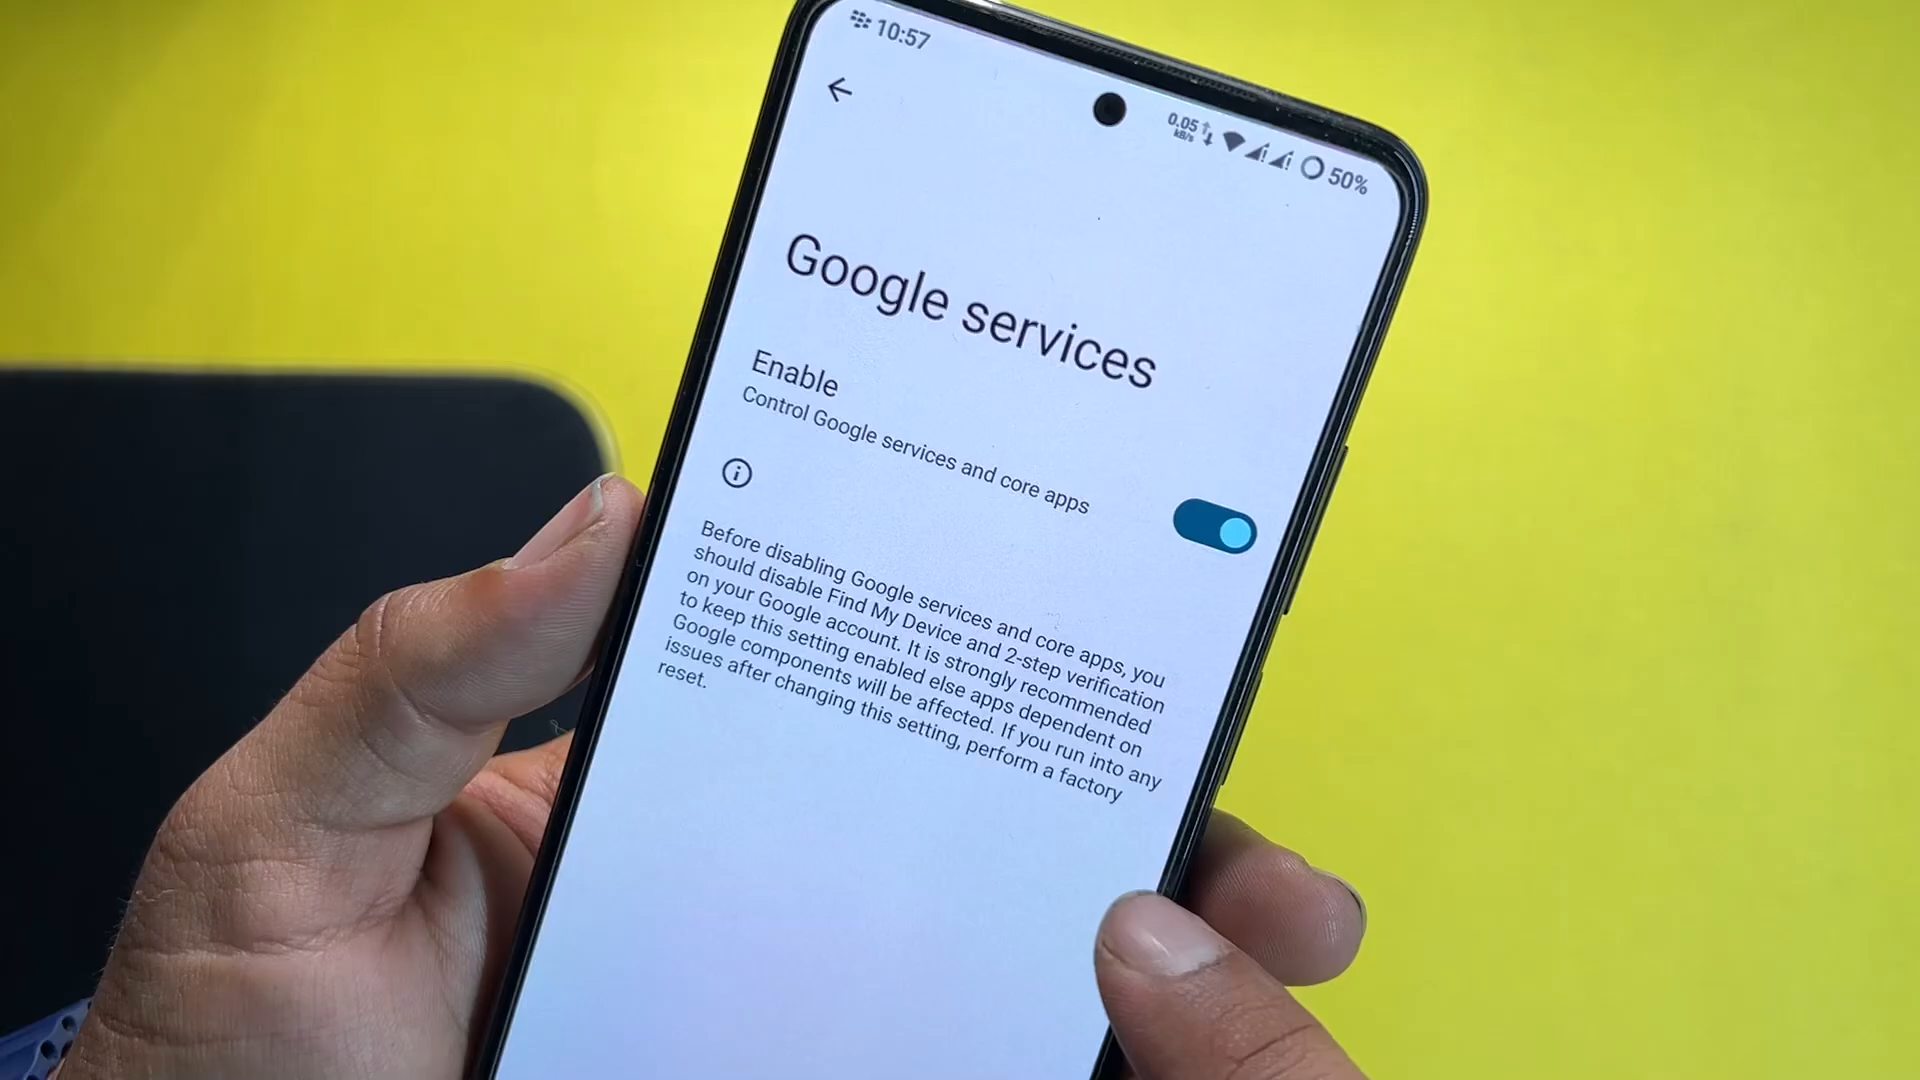 10:57
0.05
kB/s
50%
Google services
Enable
Control Google services and core apps
Before disabling Google services and core apps, you
should disable Find My Device and 2-step verification
on your Google account. It is strongly recommended
to keep this setting enabled else apps dependent on
Google components will be affected. If you run into any
issues after changing this setting, perform a factory
reset.